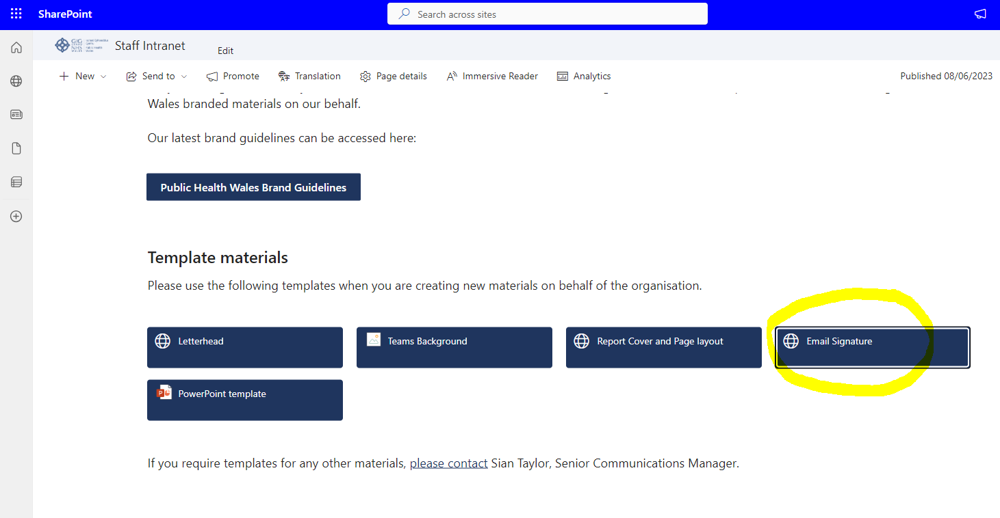 SharePoint
Search across sites
GIG
NHS
Staff Intranet
Edit
New
Send to
Promote
Translation
Page details
Immersive Reader
Analytics
Published 08/06/2023
Wales branded materials on our behalf.
Our latest brand guidelines can be accessed here:
Public Health Wales Brand Guidelines
Template materials
Please use the following templates when you are creating new materials on behalf of the organisation.
Letterhead
Teams Background
Report Cover and Page layout
Email Signature
PowerPoint template
If you require templates for any other materials, please contact Sian Taylor, Senior Communications Manager.